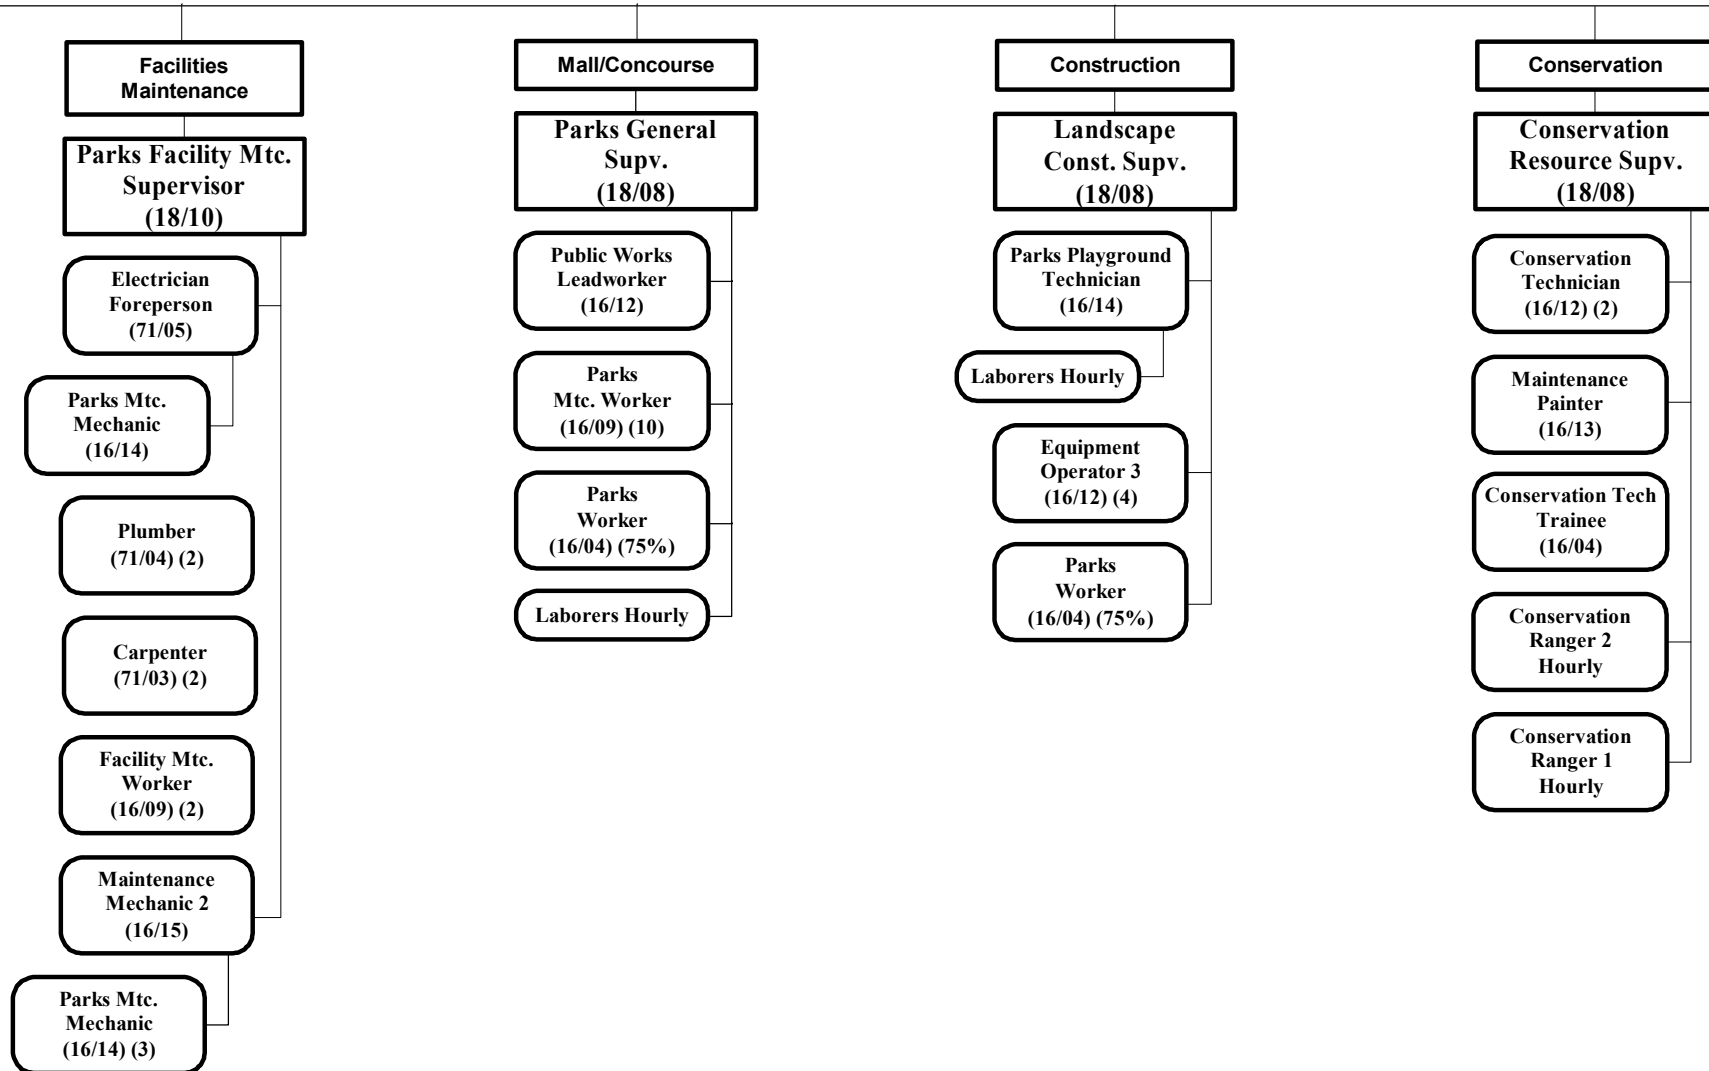 Facilities
Maintenance
Parks Facility Mtc.
Supervisor
(18/10)
Electrician
Foreperson
(71/05)
Parks Mtc.
Mechanic
(16/14)
Plumber
(71/04) (2)
Carpenter
(71/03) (2)
Facility Mtc.
Worker
(16/09) (2)
Maintenance
Mechanic 2
(16/15)
Parks Mtc.
Mechanic
(16/14) (3)
Mall/Concourse
Parks General
Supv.
(18/08)
Public Works
Leadworker
(16/12)
Parks
Mtc. Worker
(16/09) (10)
Parks
Worker
(16/04) (75%)
Laborers Hourly
Construction
Landscape
Const. Supv.
(18/08)
Parks Playground
Technician
(16/14)
Laborers Hourly
Equipment
Operator 3
(16/12) (4)
Parks
Worker
(16/04) (75%)
Conservation
Conservation
Resource Supv.
(18/08)
Conservation
Technician
(16/12) (2)
Maintenance
Painter
(16/13)
Conservation Tech
Trainee
(16/04)
Conservation
Ranger 2
Hourly
Conservation
Ranger 1
Hourly